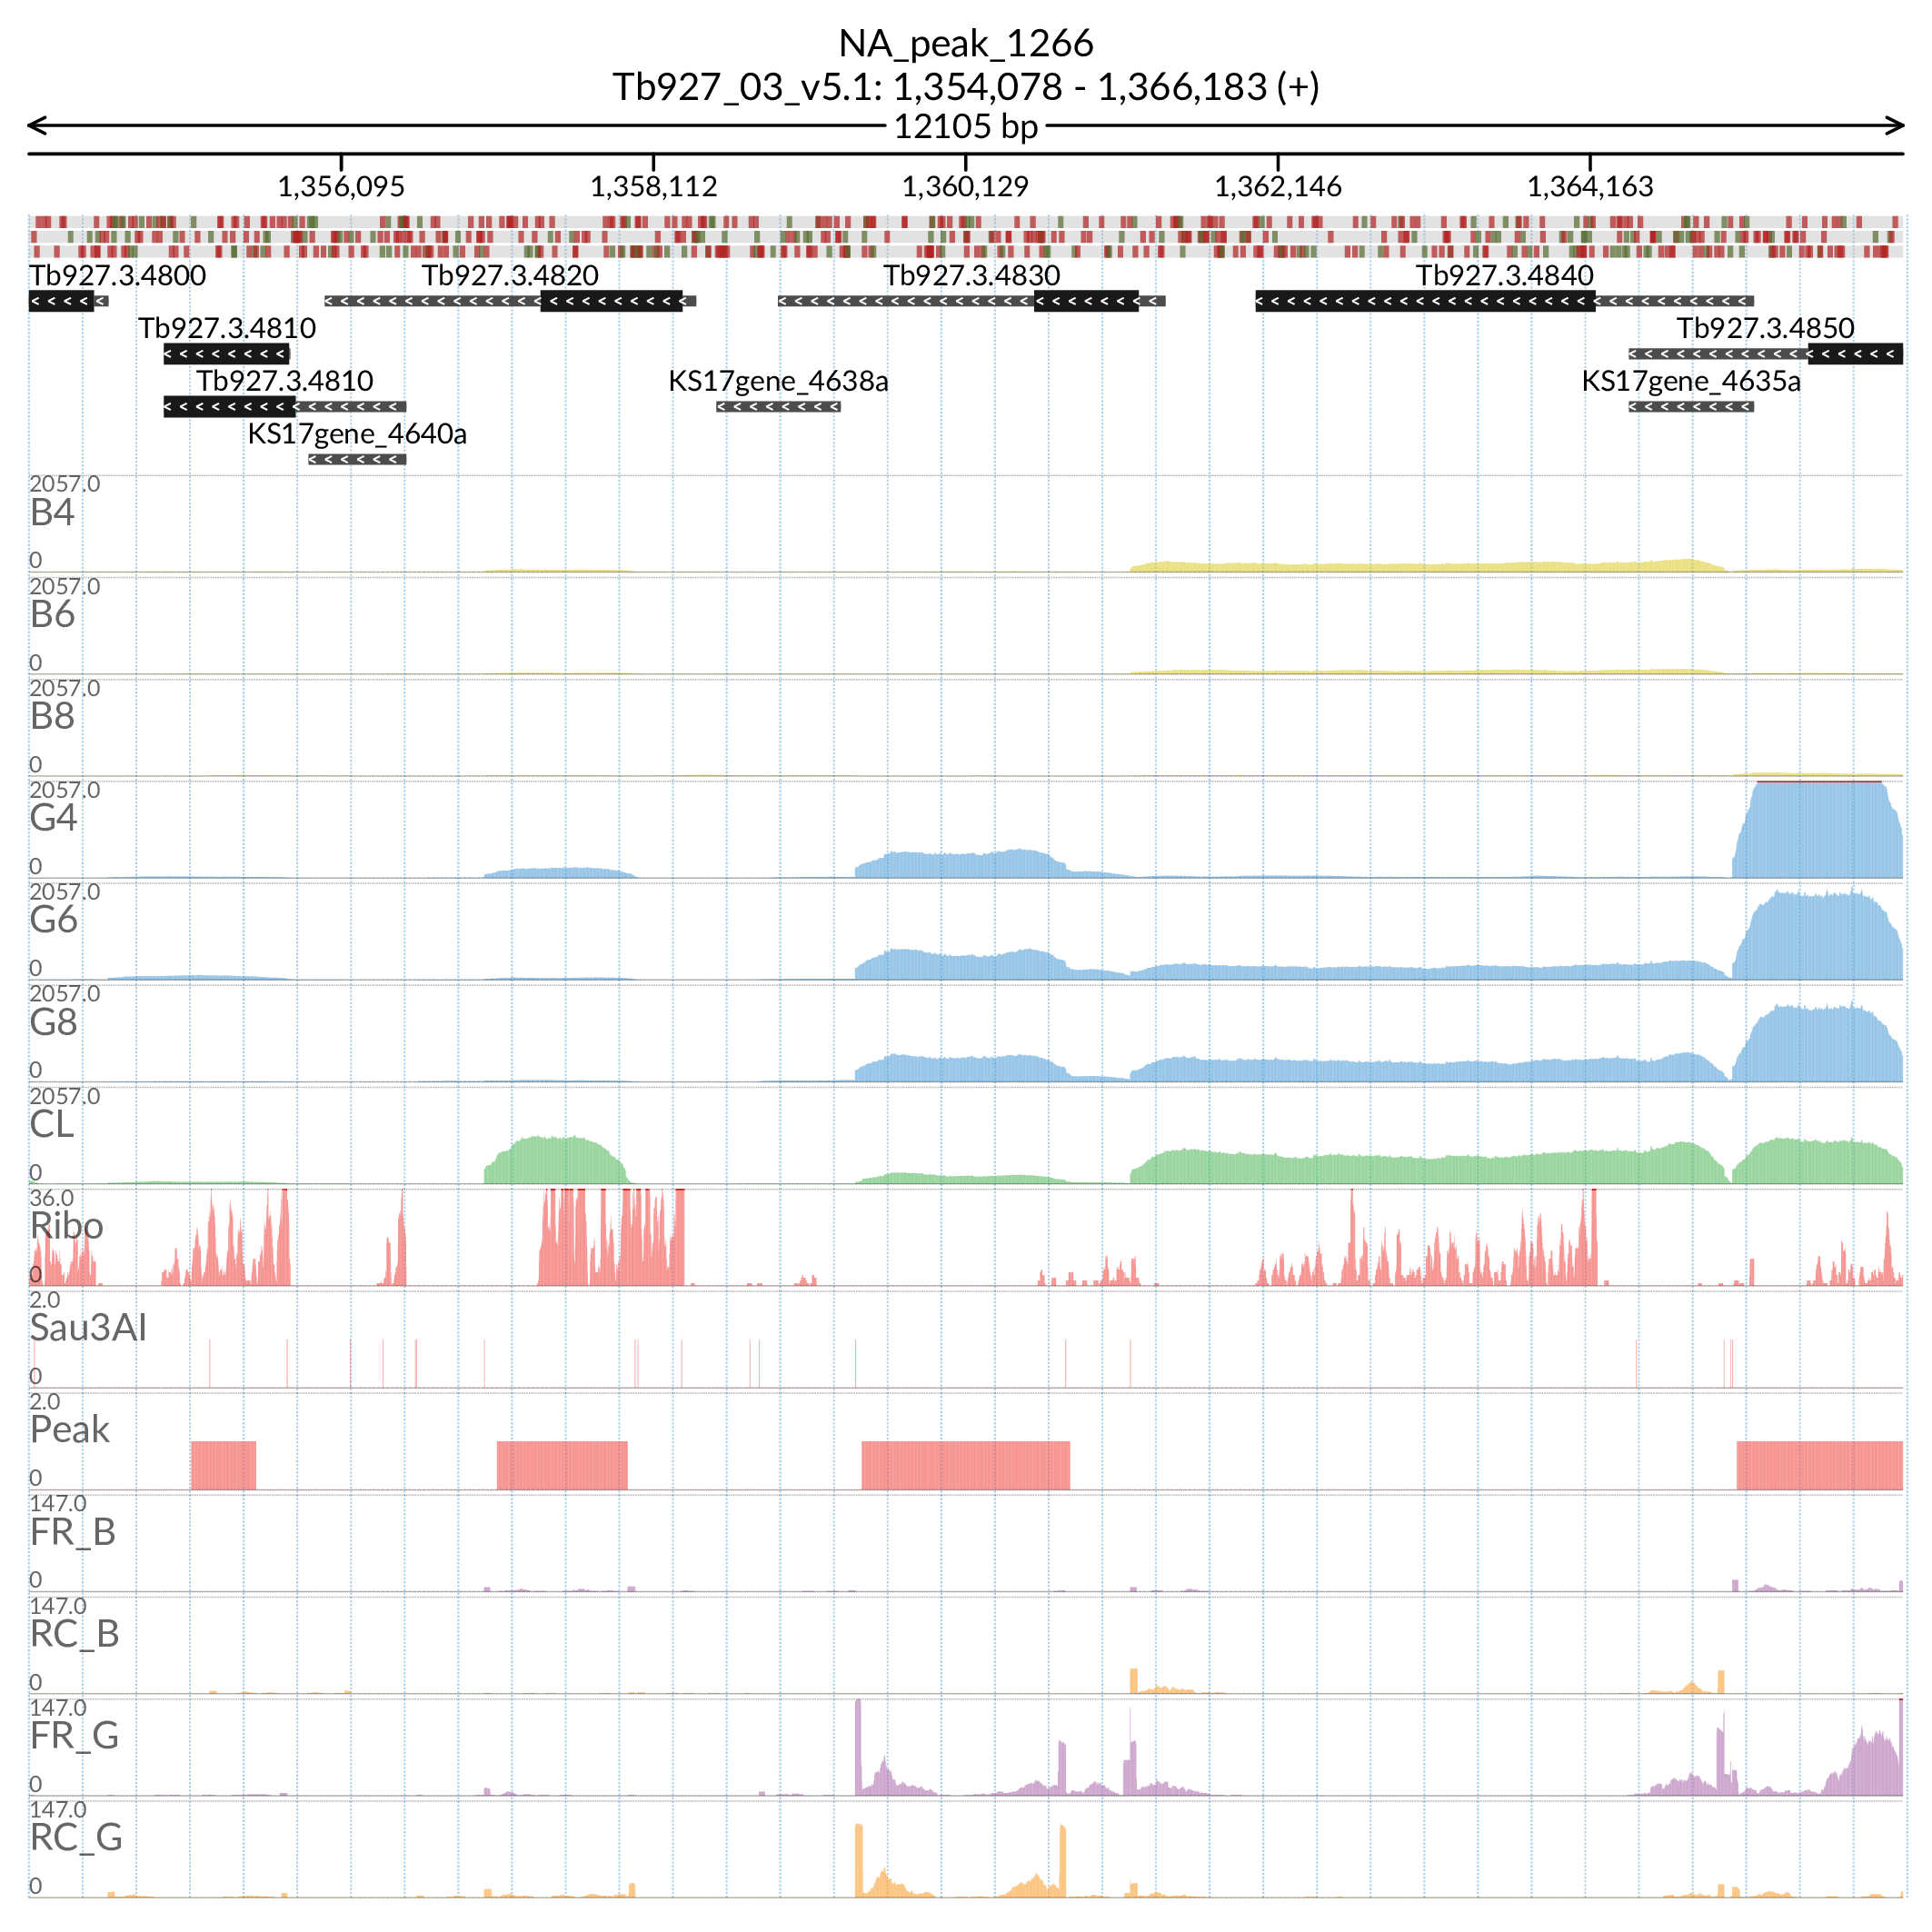 NA_peak_1266
Tb927_03_v5.1: 1,354,078 - 1,366,183 (+)
12105 bp
1,356,095 1,358,112 1,360,129 1,362,146 1,364,163
Tb927.3.4800 Tb927.3.4820 Tb927.3.4830 Tb927.3.4840
Tb927.3.4810 Tb927.3.4850
Tb927.3.4810 KS17gene_4638a KS17gene_4635a
KS17gene_4640a
2057.0
B4
0
2057.0
B6
0
2057.0
B8
0
2057.0
G4
0
2057.0
G6
0
2057.0
G8
0
2057.0
CL
0
36.0
Ribo
0
2.0
Sau3AI
0
2.0
Peak
0
147.0
FR_B
0
147.0
RC_B
0
147.0
FR_G
0
147.0
RC_G
0